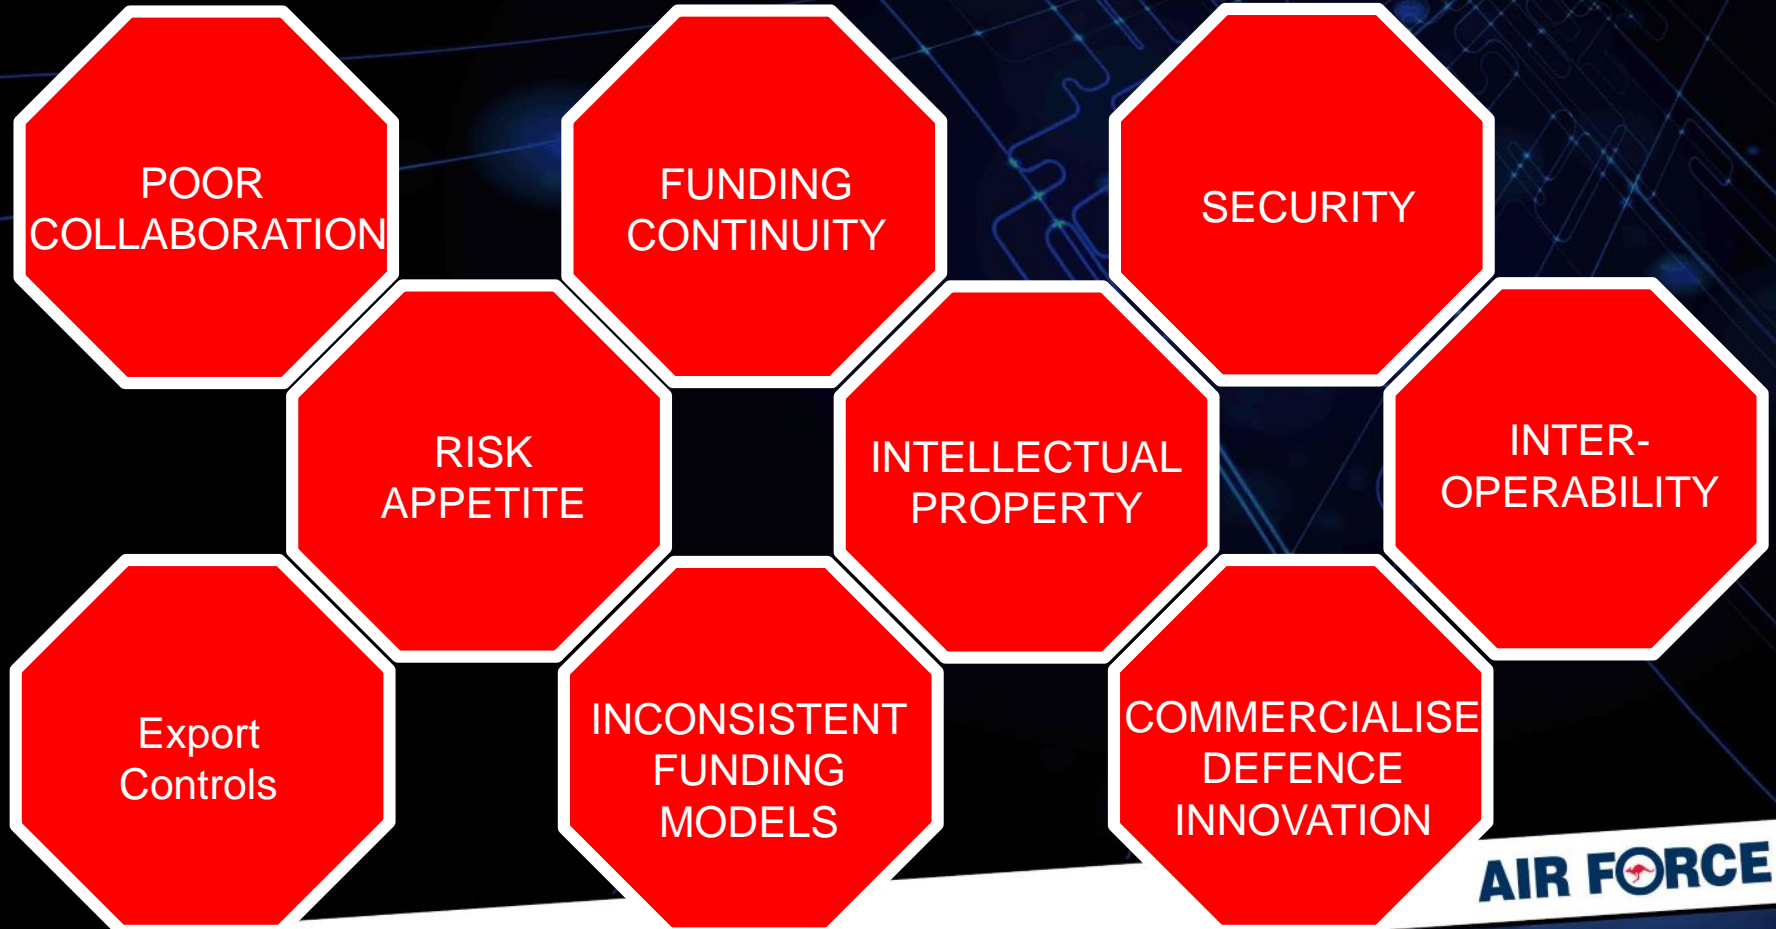 POOR
COLLABORATION
FUNDING
CONTINUITY
SECURITY
RISK
APPETITE
INTELLECTUAL
PROPERTY
INTER-
OPERABILITY
Export
Controls
INCONSISTENT
FUNDING
MODELS
COMMERCIALISE
DEFENCE
INNOVATION
AIR FORCE